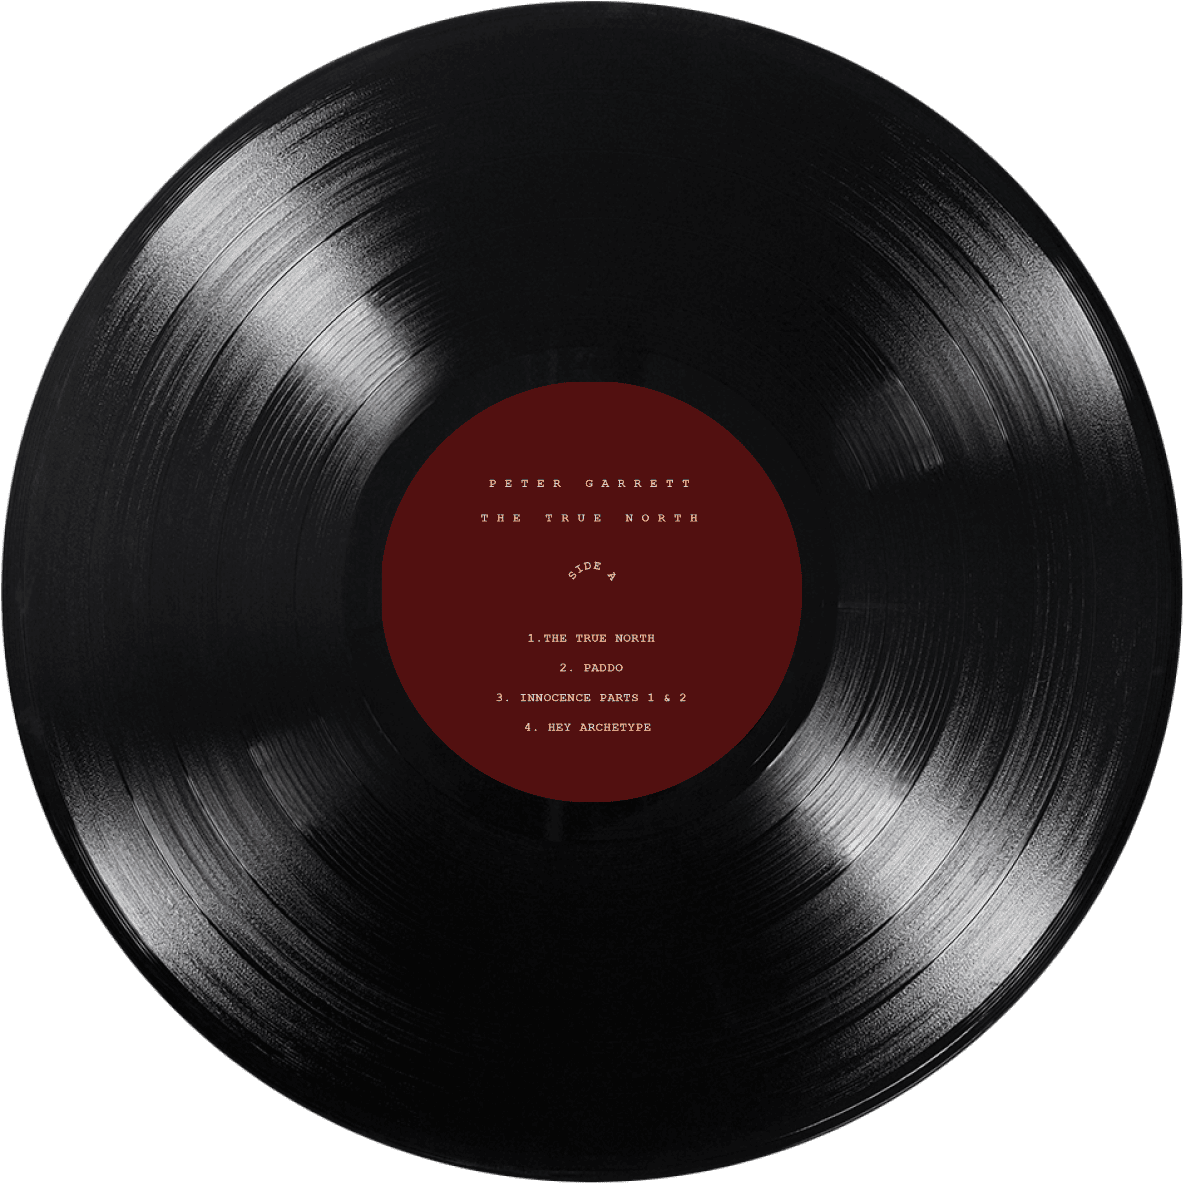 PETER GARRETT
THE TRUE NORTH
SIDE A
1.THE TRUE NORTH
2. PADDO
3. INNOCENCE PARTS 1 & 2
4. HEY ARCHETYPE